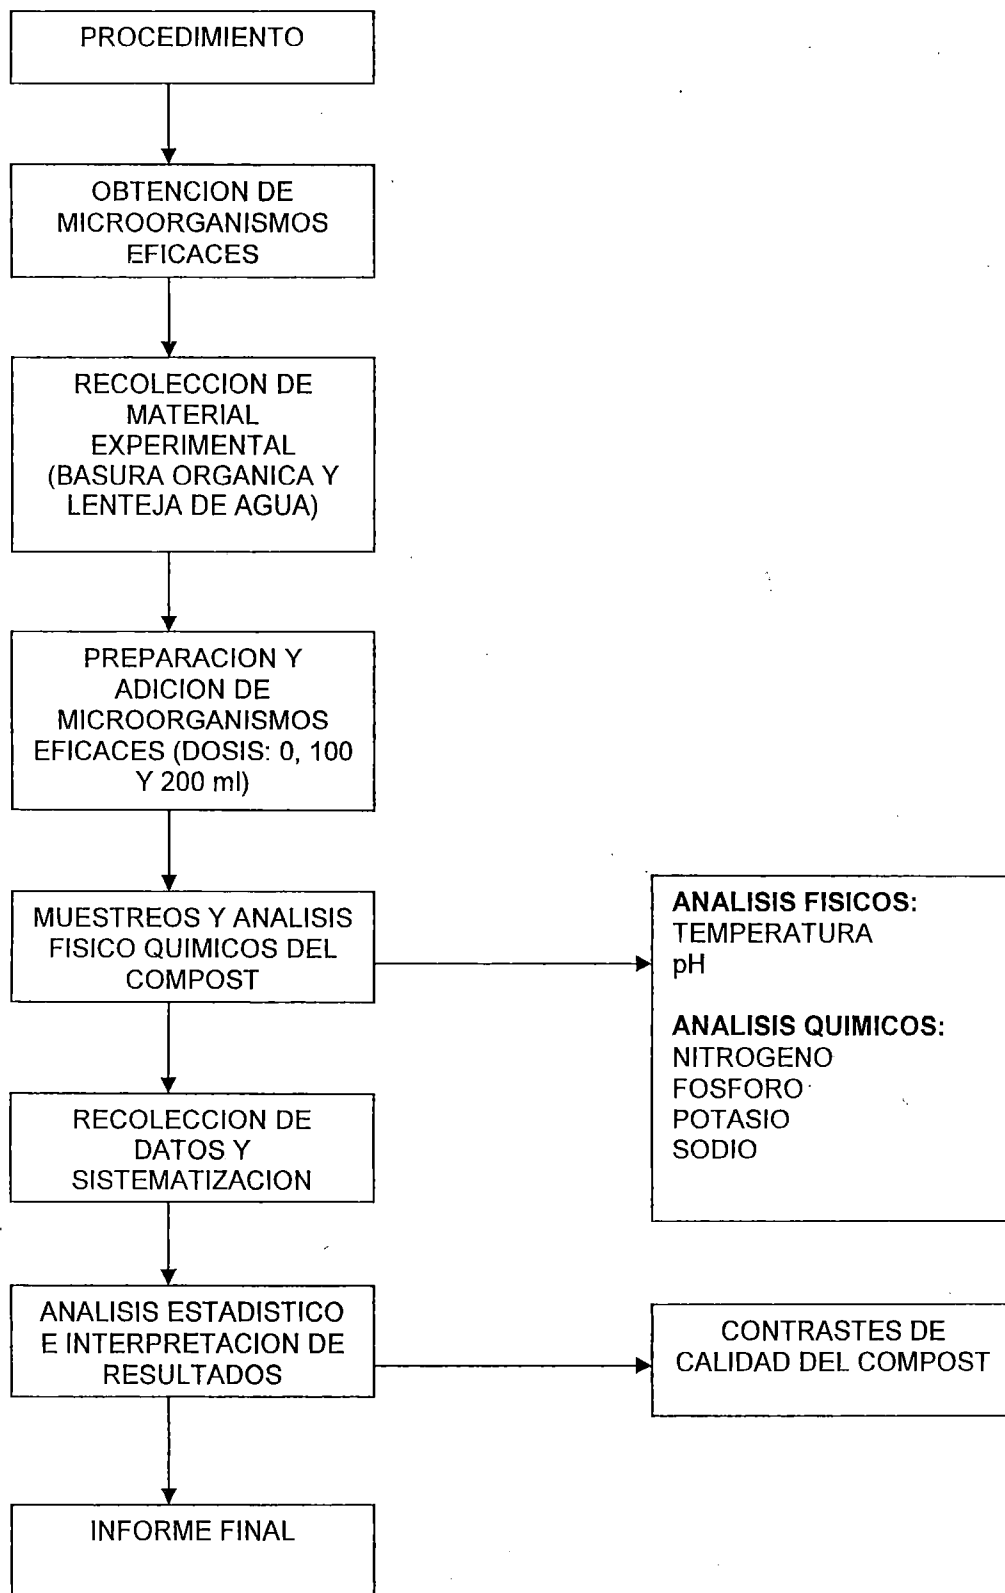 PROCEDIMIENTO
OBTENCION DE
MICROORGANISMOS
EFICACES
RECOLECCION DE
MATERIAL
EXPERIMENTAL
(BASURA ORGANICA Y
LENTEJA DE AGUA)
PREPARACION Y
ADICION DE
MICROORGANISMOS
EFICACES (DOSIS: 0, 100
Y 200 ml)
MUESTREOS Y ANALISIS
FISICO QUIMICOS DEL
COMPOST
ANALISIS FISICOS:
TEMPERATURA
pH
ANALISIS QUIMICOS:
NITROGENO
FOSFORO
POTASIO
SODIO
RECOLECCION DE
DATOS Y
SISTEMATIZACION
ANALISIS ESTADISTICO
E INTERPRETACION DE
RESULTADOS
CONTRASTES DE
CALIDAD DEL COMPOST
INFORME FINAL